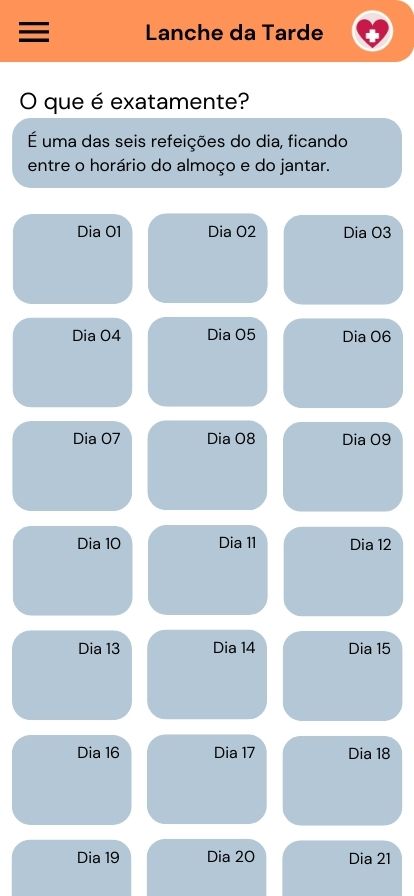 Lanche da Tarde
O que é exatamente?
É uma das seis refeições do dia, ficando
entre o horário do almoço e do jantar.
Dia 01
Dia 02
Dia 03
Dia 04
Dia 05
Dia 06
Dia 07
Dia 08
Dia 09
Dia 10
Dia 11
Dia 12
Dia 13
Dia 14
Dia 15
Dia 16
Dia 17
Dia 18
Dia 19
Dia 20
Dia 21